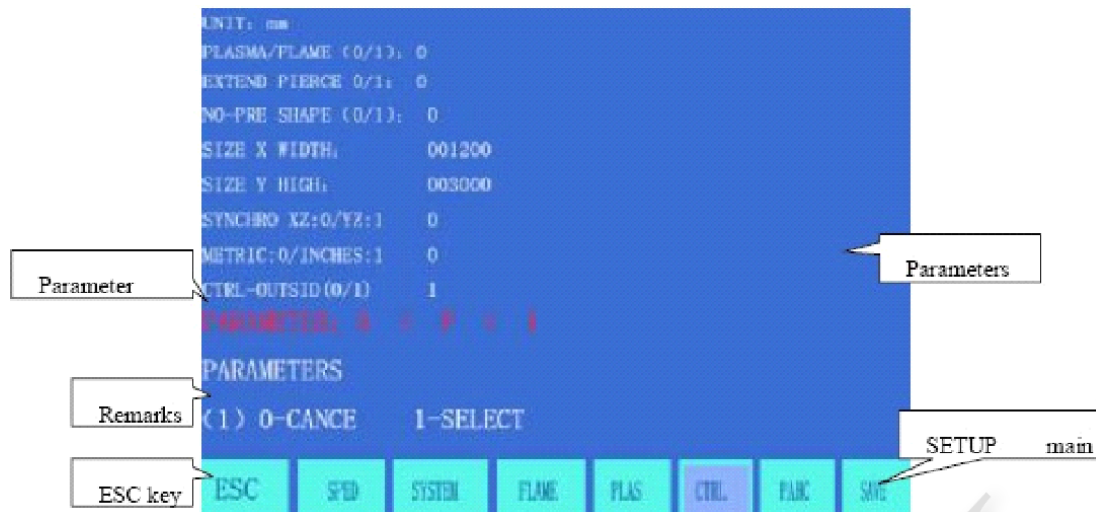 UNIT: mm
PLASMA/FLAME (0/1): 0
EXTEND PIERCE 0/1: 0
NO-PRE SHAPE (0/1): 0
SIZE X WIDTH: 001200
SIZE Y HIGH: 003000
SYNCHRO XZ:0/YZ:1 0
METRIC:0/INCHES:1 0
CTRL-OUTSID(0/1) 1
PARAMETER:
PARAMETERS
(1) 0-CANCE 1-SELECT
ESC SPED SYSTEM FLAME PLAS CTRL PARC SAVE
Parameter
Remarks
ESC key
Parameters
SETUP main